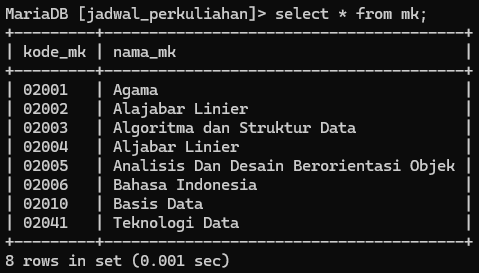 MariaDB [jadwal_perkuliahan]> select * from mk;
+---------+--------------------------------------+
| kode_mk | nama_mk                              |
+---------+--------------------------------------+
| 02001   | Agama                                |
| 02002   | Alajabar Linier                      |
| 02003   | Algoritma dan Struktur Data          |
| 02004   | Aljabar Linier                       |
| 02005   | Analisis Dan Desain Berorientasi Objek |
| 02006   | Bahasa Indonesia                     |
| 02010   | Basis Data                           |
| 02041   | Teknologi Data                       |
+---------+--------------------------------------+
8 rows in set (0.001 sec)